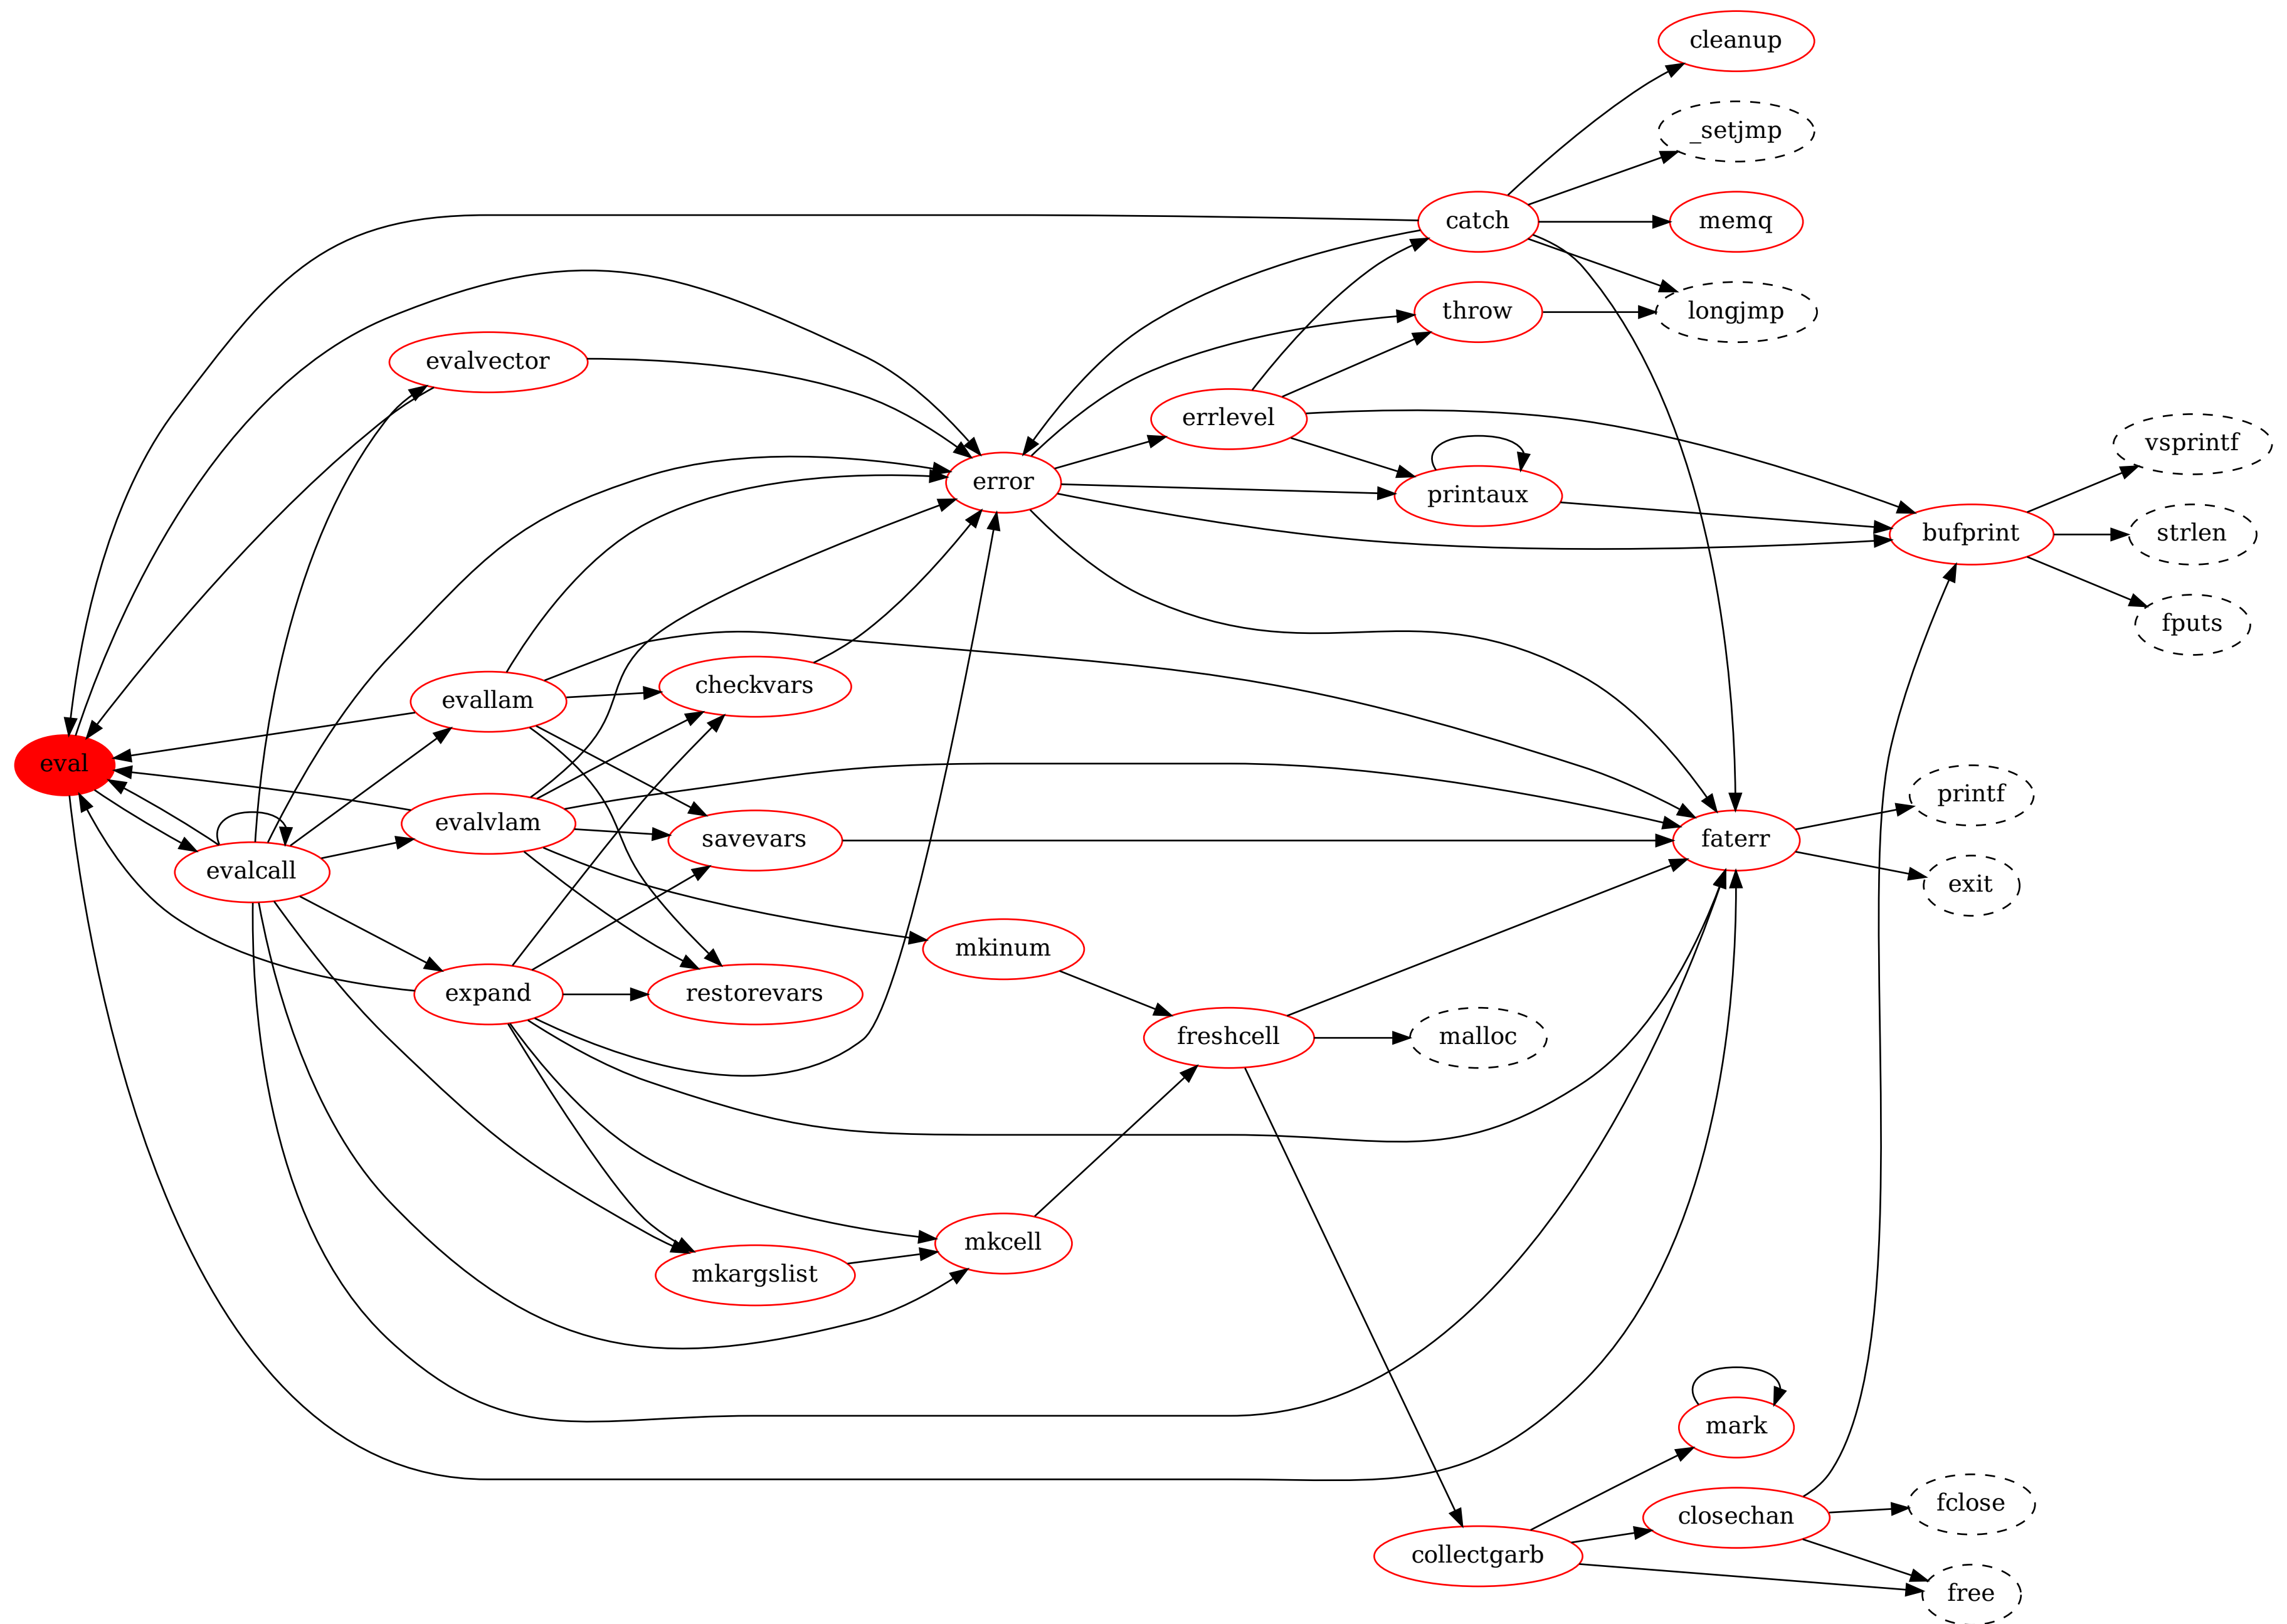 cleanup
_setjmp
catch
memq
throw
longjmp
evalvector
errlevel
vsprintf
error
printaux
bufprint
strlen
fputs
evallam
checkvars
eval
printf
evalvlam
savevars
faterr
evalcall
exit
mkinum
expand
restorevars
freshcell
malloc
mkcell
mkargslist
mark
fclose
closechan
collectgarb
free